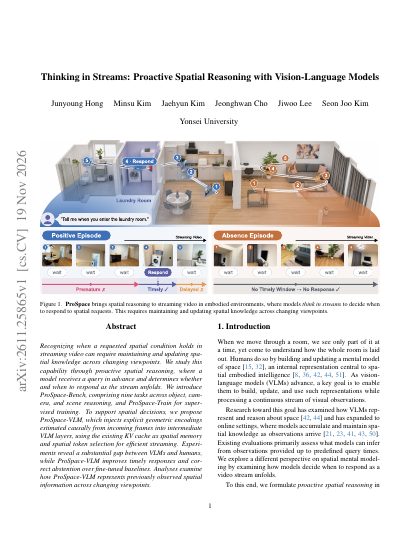 Thinking in Streams: Proactive Spatial Reasoning with Vision-Language Models
Junyoung Hong Minsu Kim Jaehyun Kim Jeonghwan Cho Jiwoo Lee Seon Joo Kim
Yonsei University
arXiv:2611.25865v1 [cs.CV] 19 Nov 2026
4 · Respond
Laundry Room
"Tell me when you enter the laundry room."
Positive Episode
Streaming Video
Absence Episode
Streaming Video
wait
wait
wait
Respond
wait
wait
wait
wait
wait
wait
Premature ✗
Timely ✓
Delayed ✗
No Timely Window → No Response ✓
Figure 1. ProSpace brings spatial reasoning to streaming video in embodied environments, where models think in streams to decide when
to respond to spatial requests. This requires maintaining and updating spatial knowledge across changing viewpoints.
Abstract
Recognizing when a requested spatial condition holds in
streaming video can require maintaining and updating spa-
tial knowledge across changing viewpoints. We study this
capability through proactive spatial reasoning, where a
model receives a query in advance and determines whether
and when to respond as the stream unfolds. We introduce
ProSpace-Bench, comprising nine tasks across object, cam-
era, and scene reasoning, and ProSpace-Train for super-
vised training. To support spatial decisions, we propose
ProSpace-VLM, which injects explicit geometric encodings
estimated causally from incoming frames into intermediate
VLM layers, using the existing KV cache as spatial memory
and spatial token selection for efficient streaming. Experi-
ments reveal a substantial gap between VLMs and humans,
while ProSpace-VLM improves timely responses and cor-
rect abstention over fine-tuned baselines. Analyses examine
how ProSpace-VLM represents previously observed spatial
information across changing viewpoints.
1. Introduction
When we move through a room, we see only part of it at
a time, yet come to understand how the whole room is laid
out. Humans do so by building and updating a mental model
of space [15, 32], an internal representation central to spa-
tial embodied intelligence [8, 36, 42, 44, 51]. As vision-
language models (VLMs) advance, a key goal is to enable
them to build, update, and use such representations while
processing a continuous stream of visual observations.
Research toward this goal has examined how VLMs rep-
resent and reason about space [42, 44] and has expanded to
online settings, where models accumulate and maintain spa-
tial knowledge as observations arrive [21, 23, 41, 43, 50].
Existing evaluations primarily assess what models can infer
from observations provided up to predefined query times.
We explore a different perspective on spatial mental model-
ing by examining how models decide when to respond as a
video stream unfolds.
To this end, we formulate proactive spatial reasoning in
1